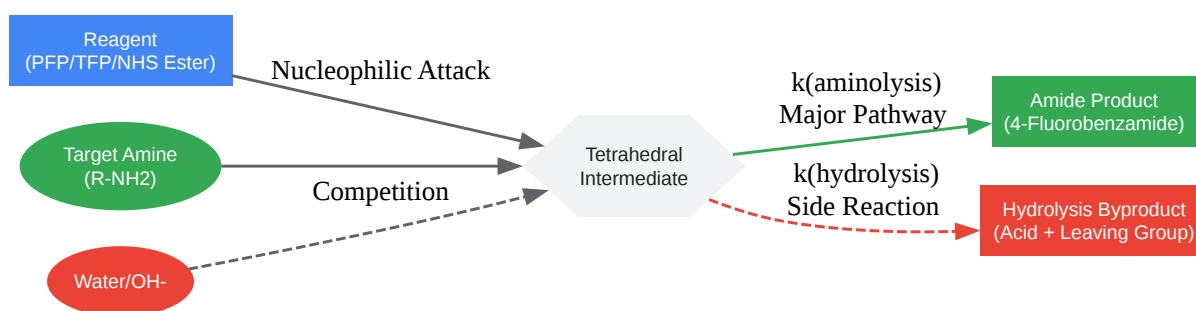 Reagent
(PFP/TFP/NHS Ester)
Nucleophilic Attack
Target Amine
(R-NH2)
Competition
Water/OH-
Tetrahedral
Intermediate
k(aminolysis)
Major Pathway
k(hydrolysis)
Side Reaction
Amide Product
(4-Fluorobenzamide)
Hydrolysis Byproduct
(Acid + Leaving Group)